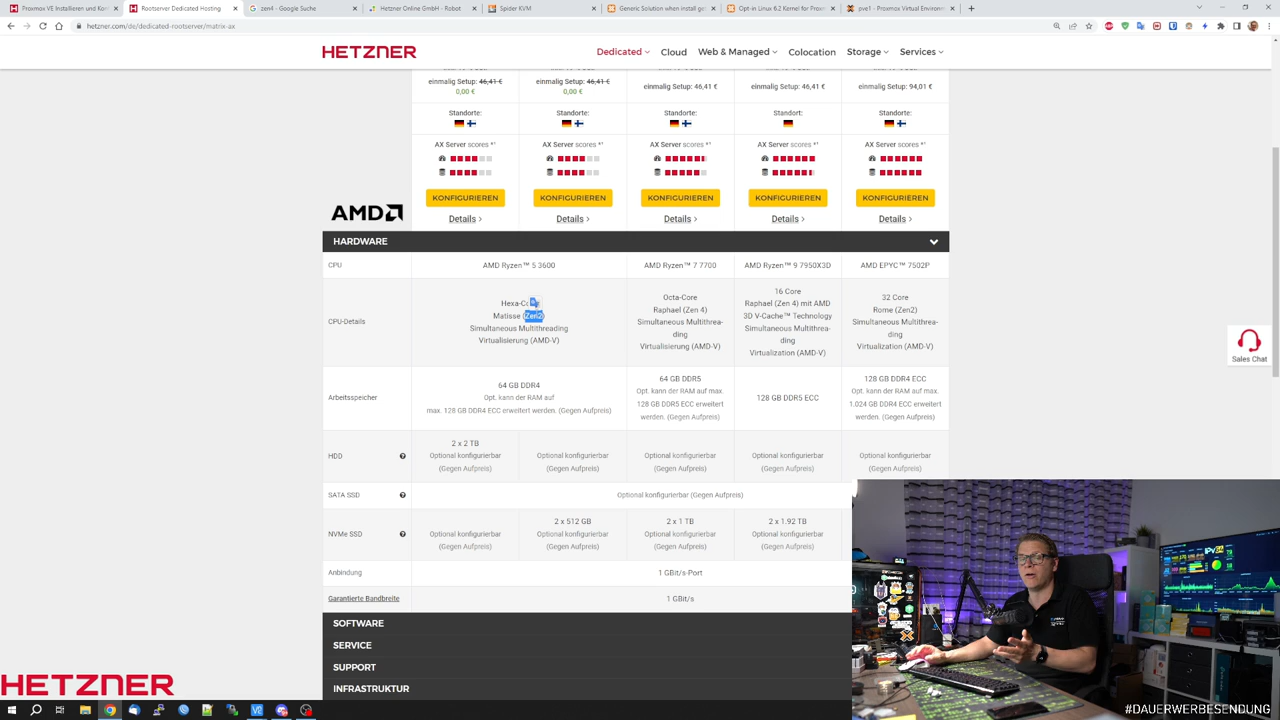 Proxmox VE Installieren und Kon
Rootserver Dedicated Hosting
zen4 - Google Suche
Hetzner Online GmbH - Robot
Spider KVM
Generic Solution when install ge
Opt-in Linux 6.2 Kernel for Prox
pve1 - Proxmox Virtual Environm
hetzner.com/de/dedicated-rootserver/matrix-ax
HETZNER
Dedicated
Cloud
Web & Managed
Colocation
Storage
Services
einmalig Setup: 46,41 €
0,00 €
einmalig Setup: 46,41 €
0,00 €
einmalig Setup: 46,41 €
einmalig Setup: 46,41 €
einmalig Setup: 94,01 €
Standorte:
Standorte:
Standorte:
Standort:
Standorte:
AX Server scores *¹
AX Server scores *¹
AX Server scores *¹
AX Server scores *¹
AX Server scores *¹
AMD
KONFIGURIEREN
KONFIGURIEREN
KONFIGURIEREN
KONFIGURIEREN
KONFIGURIEREN
Details >
Details >
Details >
Details >
Details >
HARDWARE
CPU
AMD Ryzen™ 5 3600
AMD Ryzen™ 7 7700
AMD Ryzen™ 9 7950X3D
AMD EPYC™ 7502P
CPU-Details
Matisse (Zen2)
Simultaneous Multithreading
Virtualisierung (AMD-V)
Octa-Core
Raphael (Zen 4)
Simultaneous Multithrea-
ding
Virtualisierung (AMD-V)
16 Core
Raphael (Zen 4) mit AMD
3D V-Cache™ Technology
Simultaneous Multithrea-
ding
Virtualization (AMD-V)
32 Core
Rome (Zen2)
Simultaneous Multithrea-
ding
Virtualization (AMD-V)
Arbeitsspeicher
64 GB DDR4
Opt. kann der RAM auf
max. 128 GB DDR4 ECC erweitert werden. (Gegen Aufpreis)
64 GB DDR5
Opt. kann der RAM auf max.
128 GB DDR5 ECC erweitert
werden. (Gegen Aufpreis)
128 GB DDR5 ECC
128 GB DDR4 ECC
Opt. kann der RAM auf max.
1.024 GB DDR4 ECC erweitert
werden. (Gegen Aufpreis)
HDD
2 x 2 TB
Optional konfigurierbar
(Gegen Aufpreis)
Optional konfigurierbar
(Gegen Aufpreis)
Optional konfigurierbar
(Gegen Aufpreis)
Optional konfigurierbar
(Gegen Aufpreis)
Optional konfigurierbar
(Gegen Aufpreis)
SATA SSD
Optional konfigurierbar (Gegen Aufpreis)
NVMe SSD
Optional konfigurierbar
(Gegen Aufpreis)
2 x 512 GB
Optional konfigurierbar
(Gegen Aufpreis)
2 x 1 TB
Optional konfigurierbar
(Gegen Aufpreis)
2 x 1.92 TB
Optional konfigurierbar
(Gegen Aufpreis)
Anbindung
1 GBit/s-Port
Garantierte Bandbreite
1 GBit/s
SOFTWARE
SERVICE
SUPPORT
INFRASTRUKTUR
Sales Chat
IPv64
HETZNER
#DAUERWERBESENDUNG